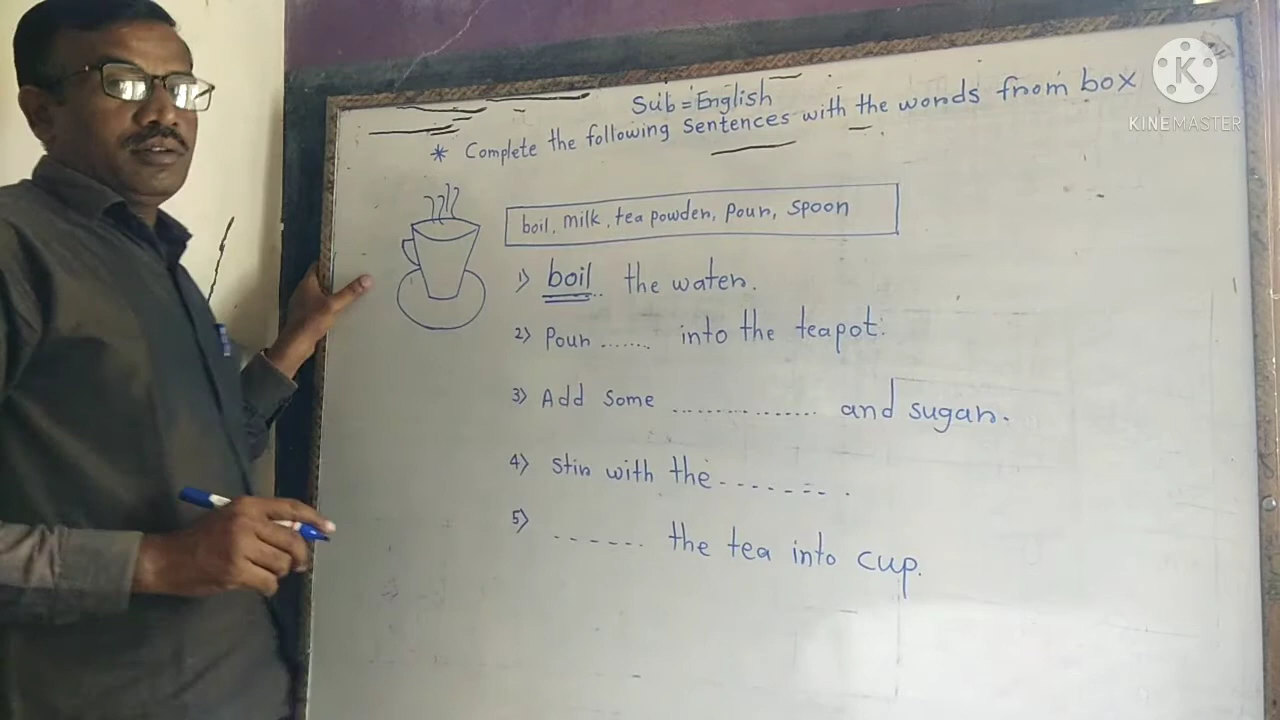 Sub = English
* Complete the following Sentences with the words from box
boil, milk, tea powder, Pour, Spoon
1) boil the water.
2) Pour ....... into the teapot.
3) Add Some ................ and sugar.
4) Stir with the ------- .
5) ------ the tea into cup.
K
KINEMASTER